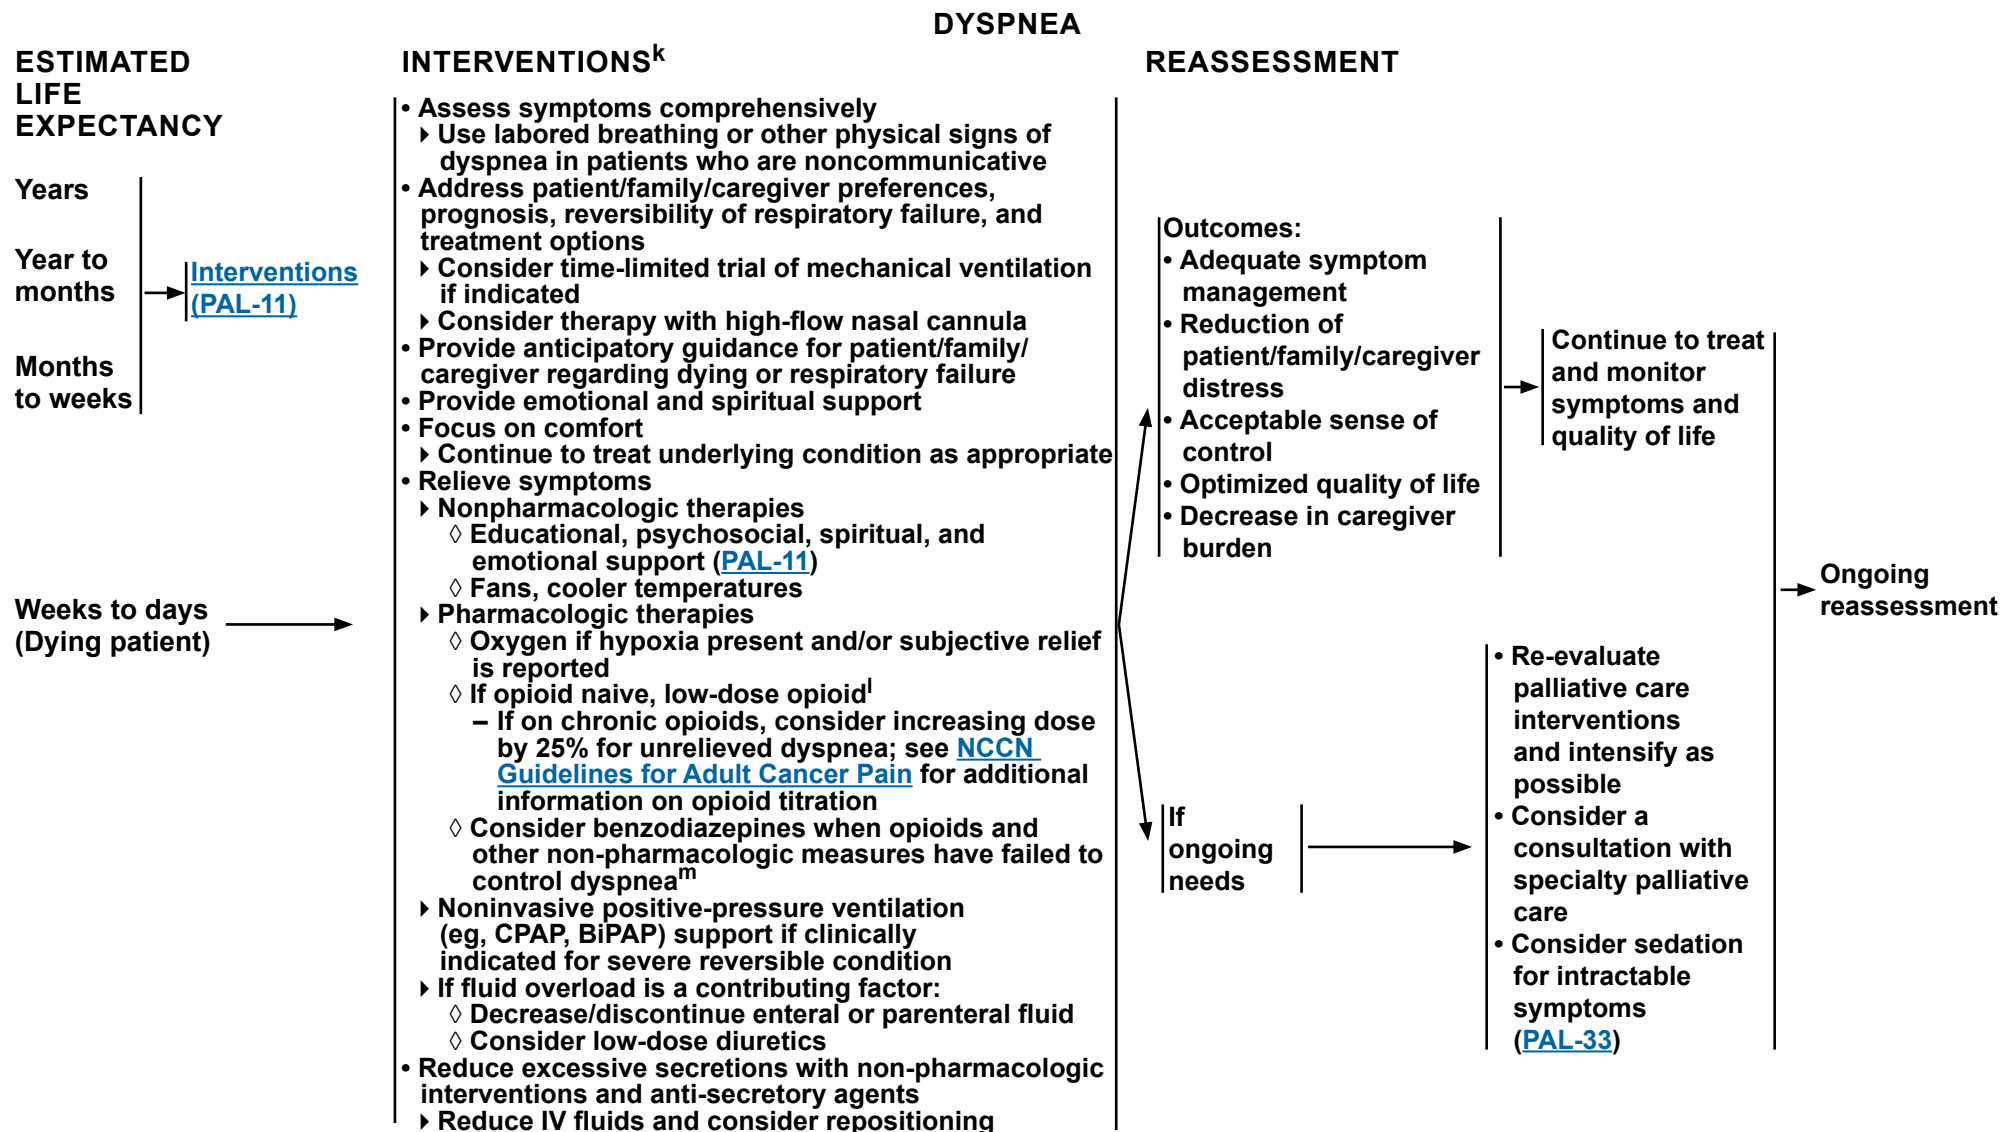 DYSPNEA
ESTIMATED
LIFE
EXPECTANCY
Years
Year to
months
Months
to weeks
Interventions
(PAL-11)
Weeks to days
(Dying patient)
INTERVENTIONSk
• Assess symptoms comprehensively
‣ Use labored breathing or other physical signs of
dyspnea in patients who are noncommunicative
• Address patient/family/caregiver preferences,
prognosis, reversibility of respiratory failure, and
treatment options
‣ Consider time-limited trial of mechanical ventilation
if indicated
‣ Consider therapy with high-flow nasal cannula
• Provide anticipatory guidance for patient/family/
caregiver regarding dying or respiratory failure
• Provide emotional and spiritual support
• Focus on comfort
‣ Continue to treat underlying condition as appropriate
• Relieve symptoms
‣ Nonpharmacologic therapies
◊ Educational, psychosocial, spiritual, and
emotional support (PAL-11)
◊ Fans, cooler temperatures
‣ Pharmacologic therapies
◊ Oxygen if hypoxia present and/or subjective relief
is reported
◊ If opioid naive, low-dose opioidl
– If on chronic opioids, consider increasing dose
by 25% for unrelieved dyspnea; see NCCN
Guidelines for Adult Cancer Pain for additional
information on opioid titration
◊ Consider benzodiazepines when opioids and
other non-pharmacologic measures have failed to
control dyspneam
‣ Noninvasive positive-pressure ventilation
(eg, CPAP, BiPAP) support if clinically
indicated for severe reversible condition
‣ If fluid overload is a contributing factor:
◊ Decrease/discontinue enteral or parenteral fluid
◊ Consider low-dose diuretics
• Reduce excessive secretions with non-pharmacologic
interventions and anti-secretory agents
‣ Reduce IV fluids and consider repositioning
REASSESSMENT
Outcomes:
• Adequate symptom
management
• Reduction of
patient/family/caregiver
distress
• Acceptable sense of
control
• Optimized quality of life
• Decrease in caregiver
burden
Continue to treat
and monitor
symptoms and
quality of life
If
ongoing
needs
• Re-evaluate
palliative care
interventions
and intensify as
possible
• Consider a
consultation with
specialty palliative
care
• Consider sedation
for intractable
symptoms
(PAL-33)
Ongoing
reassessment